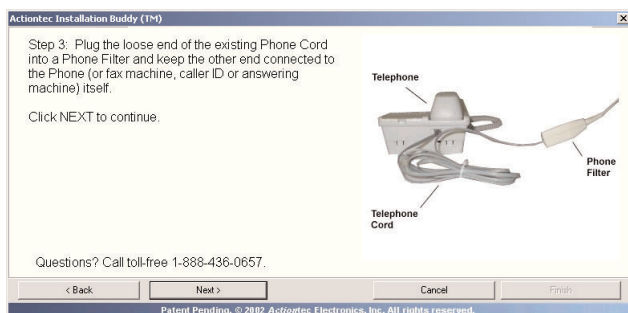 Actiontec Installation Buddy (TM)
Step 3: Plug the loose end of the existing Phone Cord
into a Phone Filter and keep the other end connected to
the Phone (or fax machine, caller ID or answering
machine) itself.
Click NEXT to continue.
Telephone
Phone
Filter
Telephone
Cord
Questions? Call toll-free 1-888-436-0657.
< Back
Next >
Cancel
Finish
Patent Pending. © 2002 Actiontec Electronics, Inc. All rights reserved.